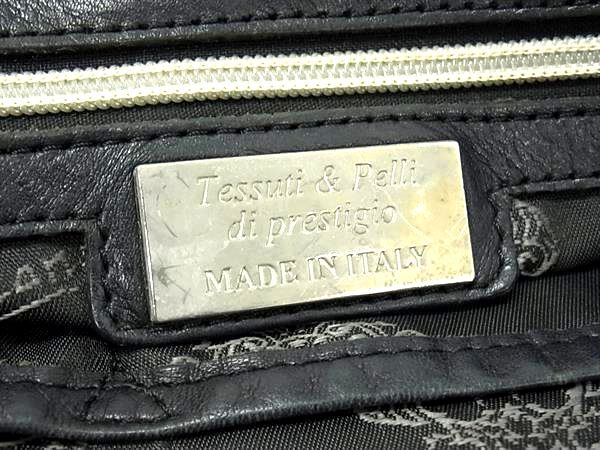 Tessuti & Pelli
di prestigio
MADE IN ITALY